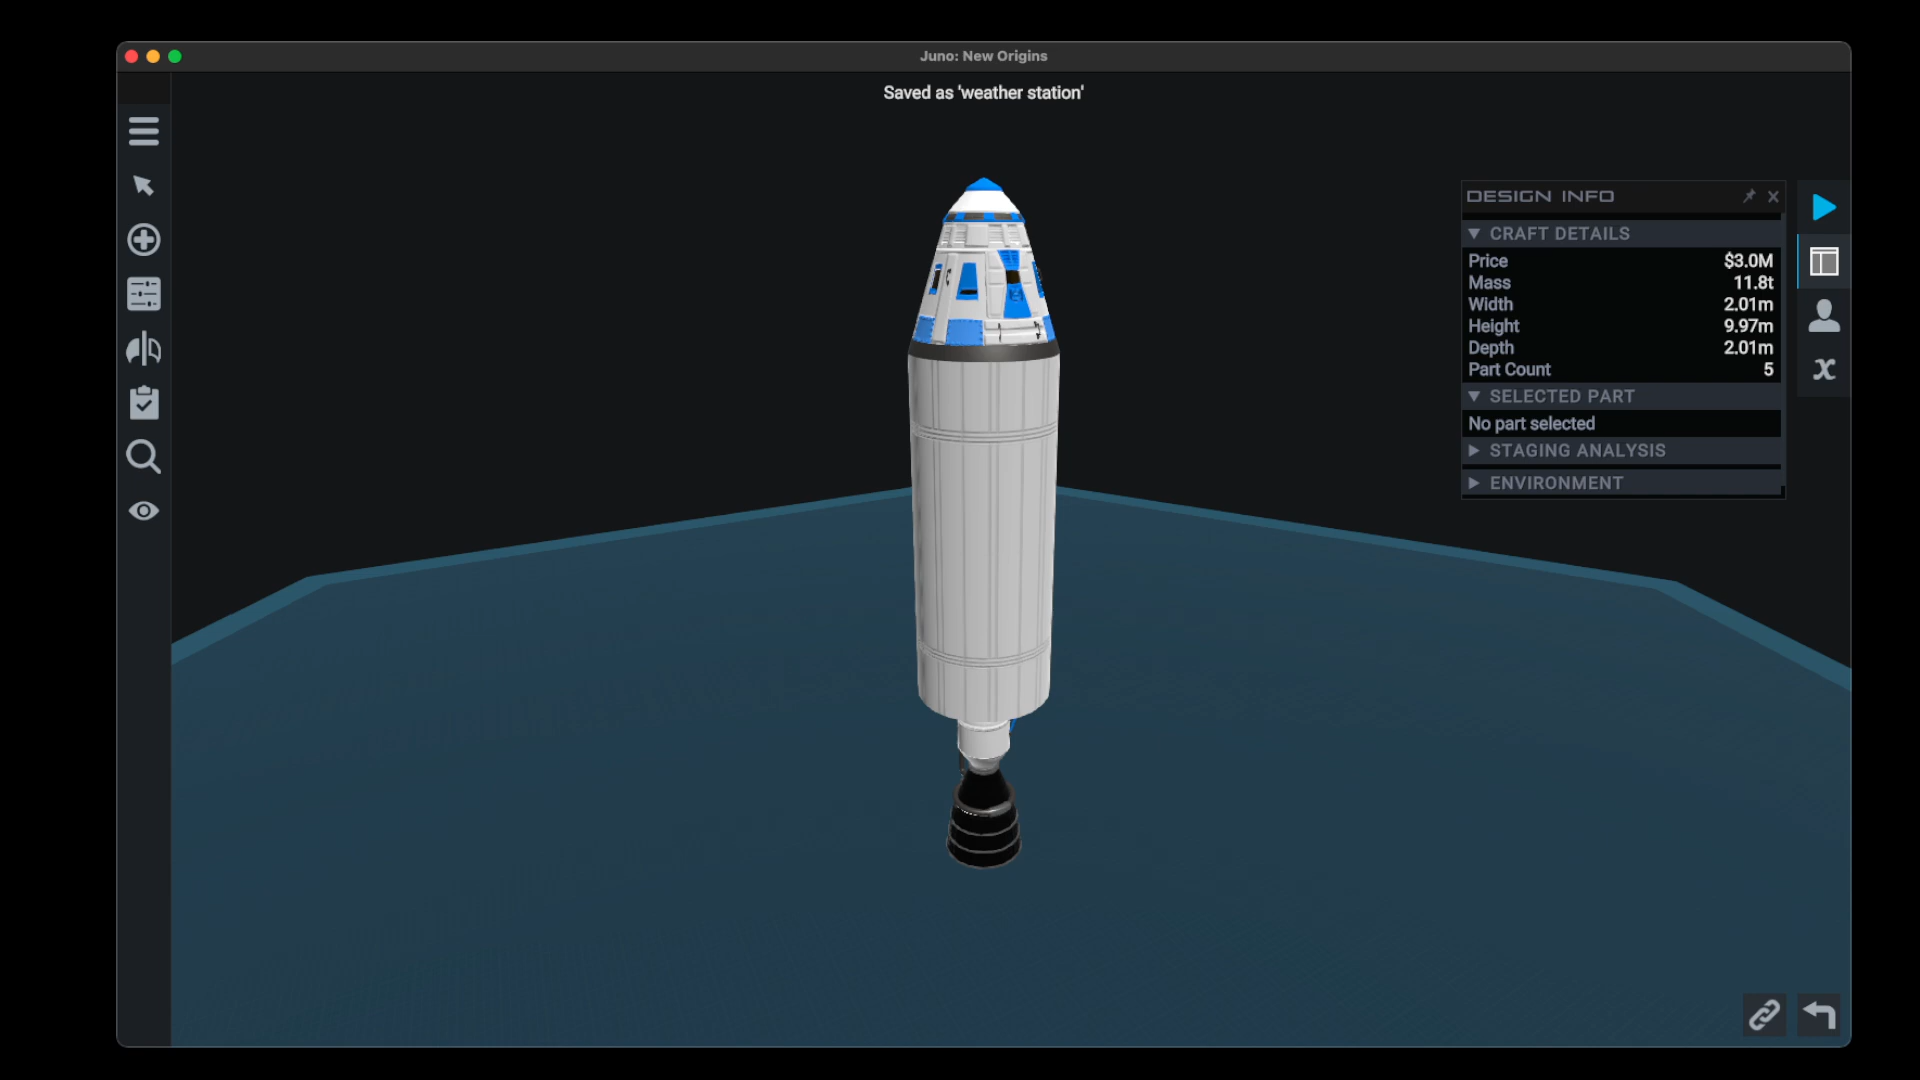 Juno: New Origins
Saved as 'weather station'
DESIGN INFO
CRAFT DETAILS
Price $3.0M
Mass 11.8t
Width 2.01m
Height 9.97m
Depth 2.01m
Part Count 5
SELECTED PART
No part selected
STAGING ANALYSIS
ENVIRONMENT